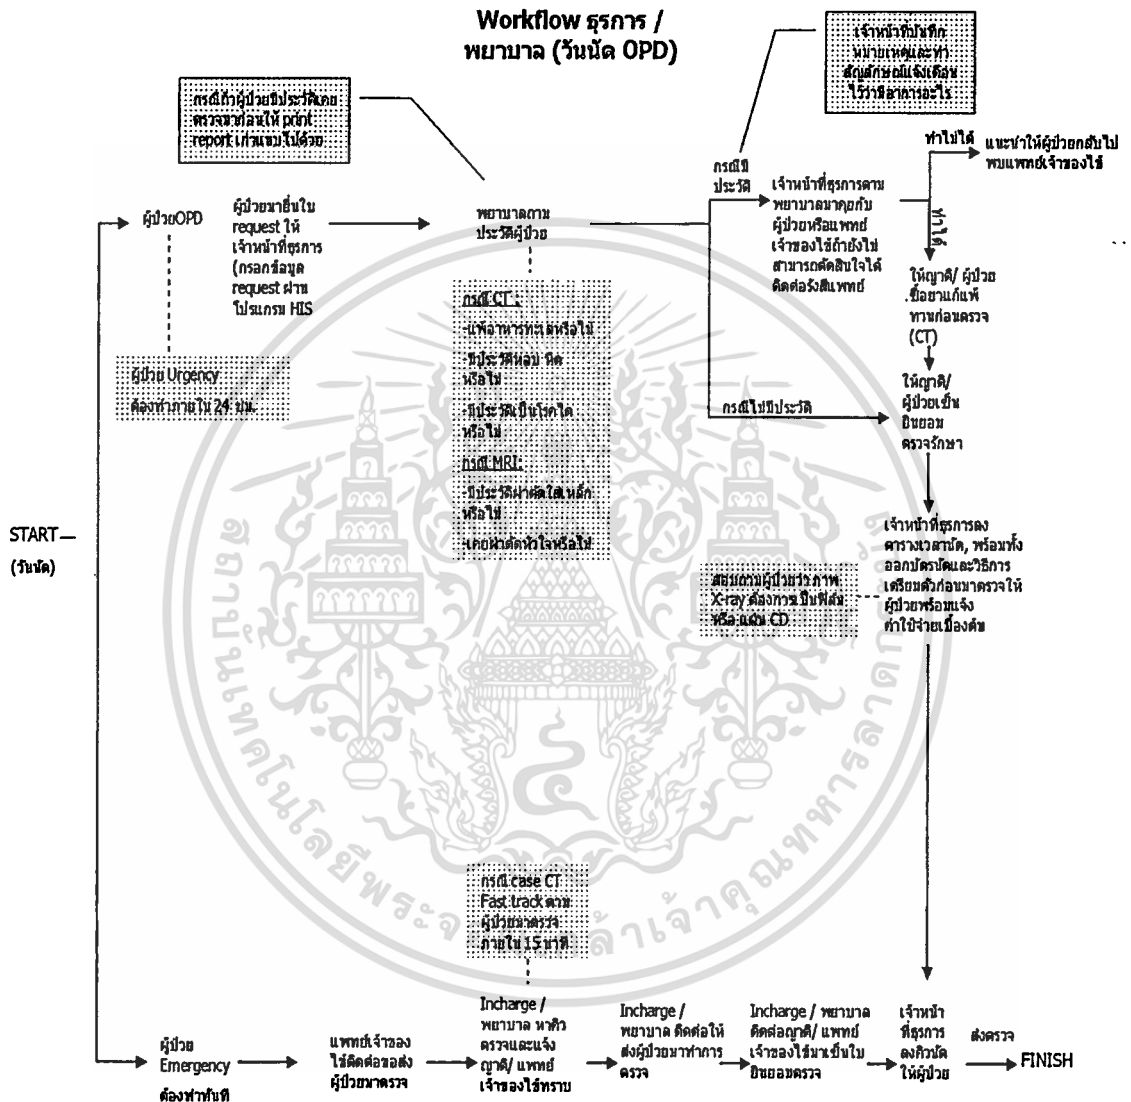 Workflow ธุรการ /
พยาบาล (วันนัด OPD)
เจ้าหน้าที่บันทึก
หมายเหตุและทำ
สัญลักษณ์แจ้งเตือน
ไว้ว่ามีอาการอะไร
กรณีถ้าผู้ป่วยมีประวัติเคย
ตรวจมาก่อนให้ print
report เก่าแนบไปด้วย
ทำไม่ได้
แนะนำให้ผู้ป่วยกลับไป
พบแพทย์เจ้าของไข้
กรณีมี
ประวัติ
ทำได้
ผู้ป่วยOPD
ผู้ป่วยมายื่นใบ
request ให้
เจ้าหน้าที่ธุรการ
(กรอกข้อมูล
request ผ่าน
โปรแกรม HIS
พยาบาลถาม
ประวัติผู้ป่วย
เจ้าหน้าที่ธุรการตาม
พยาบาลมาคุยกับ
ผู้ป่วยหรือแพทย์
เจ้าของไข้ถ้ายังไม่
สามารถตัดสินใจได้
ติดต่อรังสีแพทย์
ให้ญาติ/ ผู้ป่วย
ซื้อยาแก้แพ้
ทานก่อนตรวจ
(CT)
กรณี CT :
-แพ้อาหารทะเลหรือไม่
-มีประวัติหอบ หืด
หรือไม่
-มีประวัติเป็นโรคไต
หรือไม่
กรณี MRI:
-มีประวัติผ่าตัดใส่เหล็ก
หรือไม่
-เคยผ่าตัดหัวใจหรือไม่
ผู้ป่วย Urgency
ต้องทำภายใน 24 ชม.
กรณีไม่มีประวัติ
ให้ญาติ/
ผู้ป่วยเซ็น
ยินยอม
ตรวจรักษา
START
(วันนัด)
เจ้าหน้าที่ธุรการลง
ตารางเวลานัด, พร้อมทั้ง
ออกบัตรนัดและวิธีการ
เตรียมตัวก่อนมาตรวจให้
ผู้ป่วยพร้อมแจ้ง
ค่าใช้จ่ายเบื้องต้น
สอบถามผู้ป่วยว่า ภาพ
X-ray ต้องการเป็นฟิล์ม
หรือ แผ่น CD
กรณี case CT
Fast track ตาม
ผู้ป่วยมาตรวจ
ภายใน 15 นาที
ผู้ป่วย
Emergency
ต้องทำทันที
แพทย์เจ้าของ
ไข้ติดต่อขอส่ง
ผู้ป่วยมาตรวจ
Incharge /
พยาบาล หาคิว
ตรวจและแจ้ง
ญาติ/ แพทย์
เจ้าของไข้ทราบ
Incharge /
พยาบาล ติดต่อให้
ส่งผู้ป่วยมาทำการ
ตรวจ
Incharge / พยาบาล
ติดต่อญาติ/ แพทย์
เจ้าของไข้มาเซ็นใบ
ยินยอมตรวจ
เจ้าหน้า
ที่ธุรการ
ลงคิวนัด
ให้ผู้ป่วย
ส่งตรวจ
FINISH
สถาบันเทคโนโลยีพระจอมเกล้าเจ้าคุณทหารลาดกระบัง